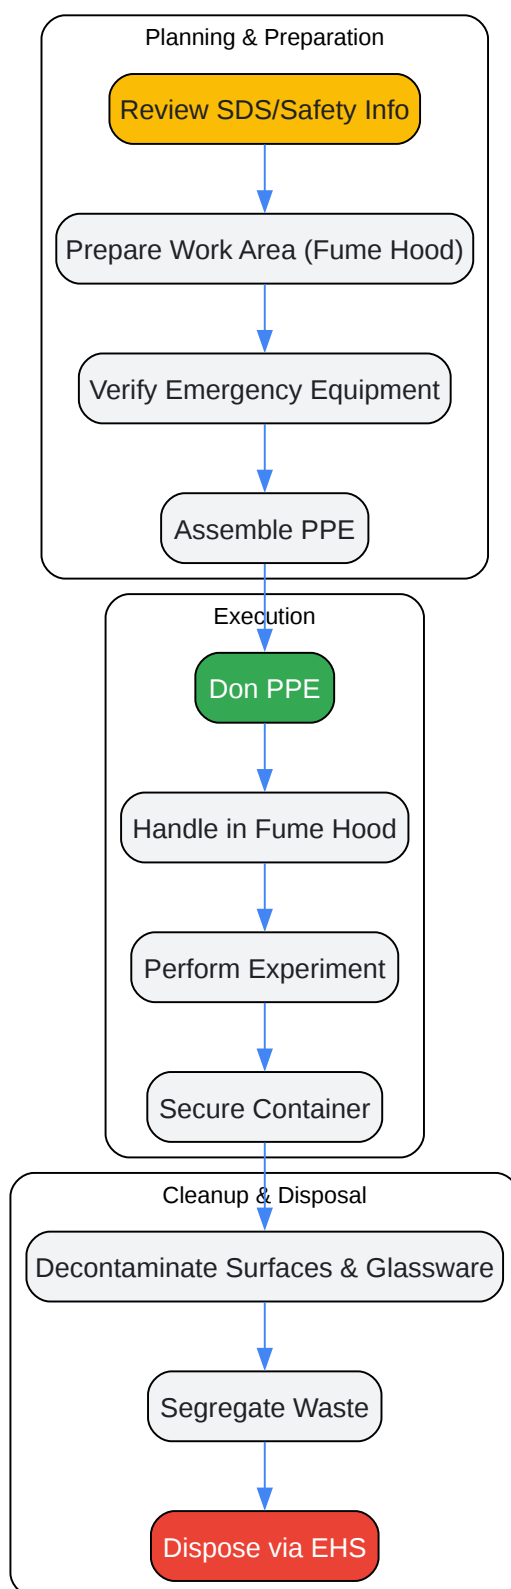 Planning & Preparation
Review SDS/Safety Info
Prepare Work Area (Fume Hood)
Verify Emergency Equipment
Assemble PPE
Execution
Don PPE
Handle in Fume Hood
Perform Experiment
Secure Container
Cleanup & Disposal
Decontaminate Surfaces & Glassware
Segregate Waste
Dispose via EHS